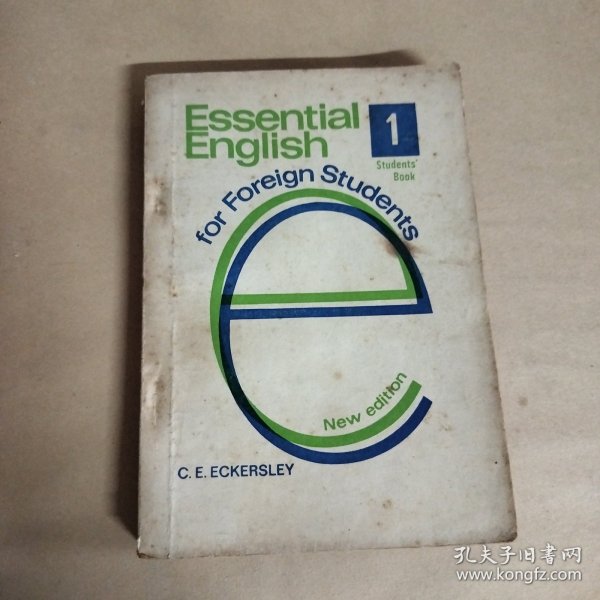 Essential
English
1
Students'
Book
for Foreign Students
New edition
C. E. ECKERSLEY
孔夫子旧书网
www.kongfz.com